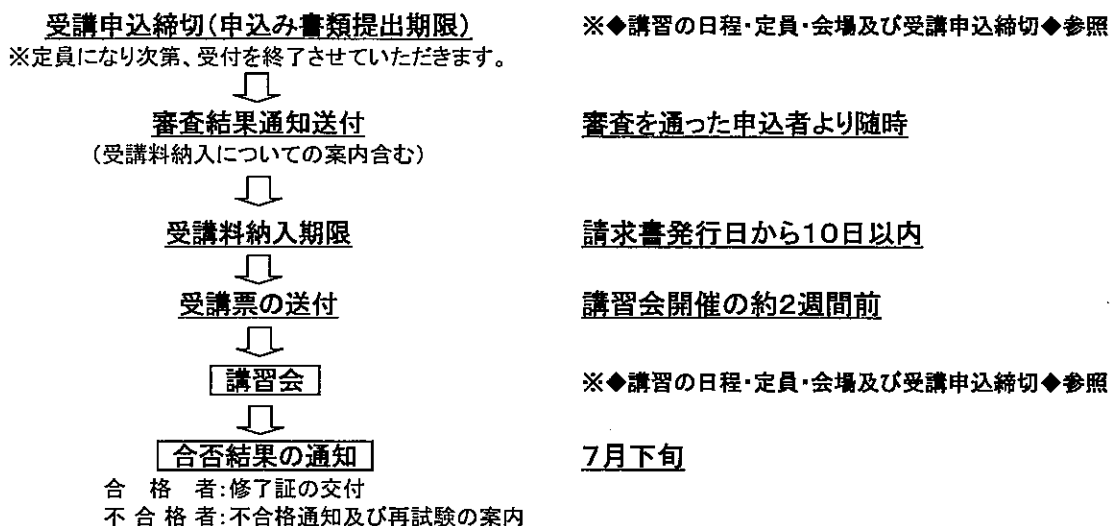 受講申込締切(申込み書類提出期限) ※◆講習の日程・定員・会場及び受講申込締切◆参照
※定員になり次第、受付を終了させていただきます。
審査結果通知送付 審査を通った申込者より随時
(受講料納入についての案内含む)
受講料納入期限 請求書発行日から10日以内
受講票の送付 講習会開催の約2週間前
講習会 ※◆講習の日程・定員・会場及び受講申込締切◆参照
合否結果の通知 7月下旬
合 格 者:修了証の交付
不 合 格 者:不合格通知及び再試験の案内